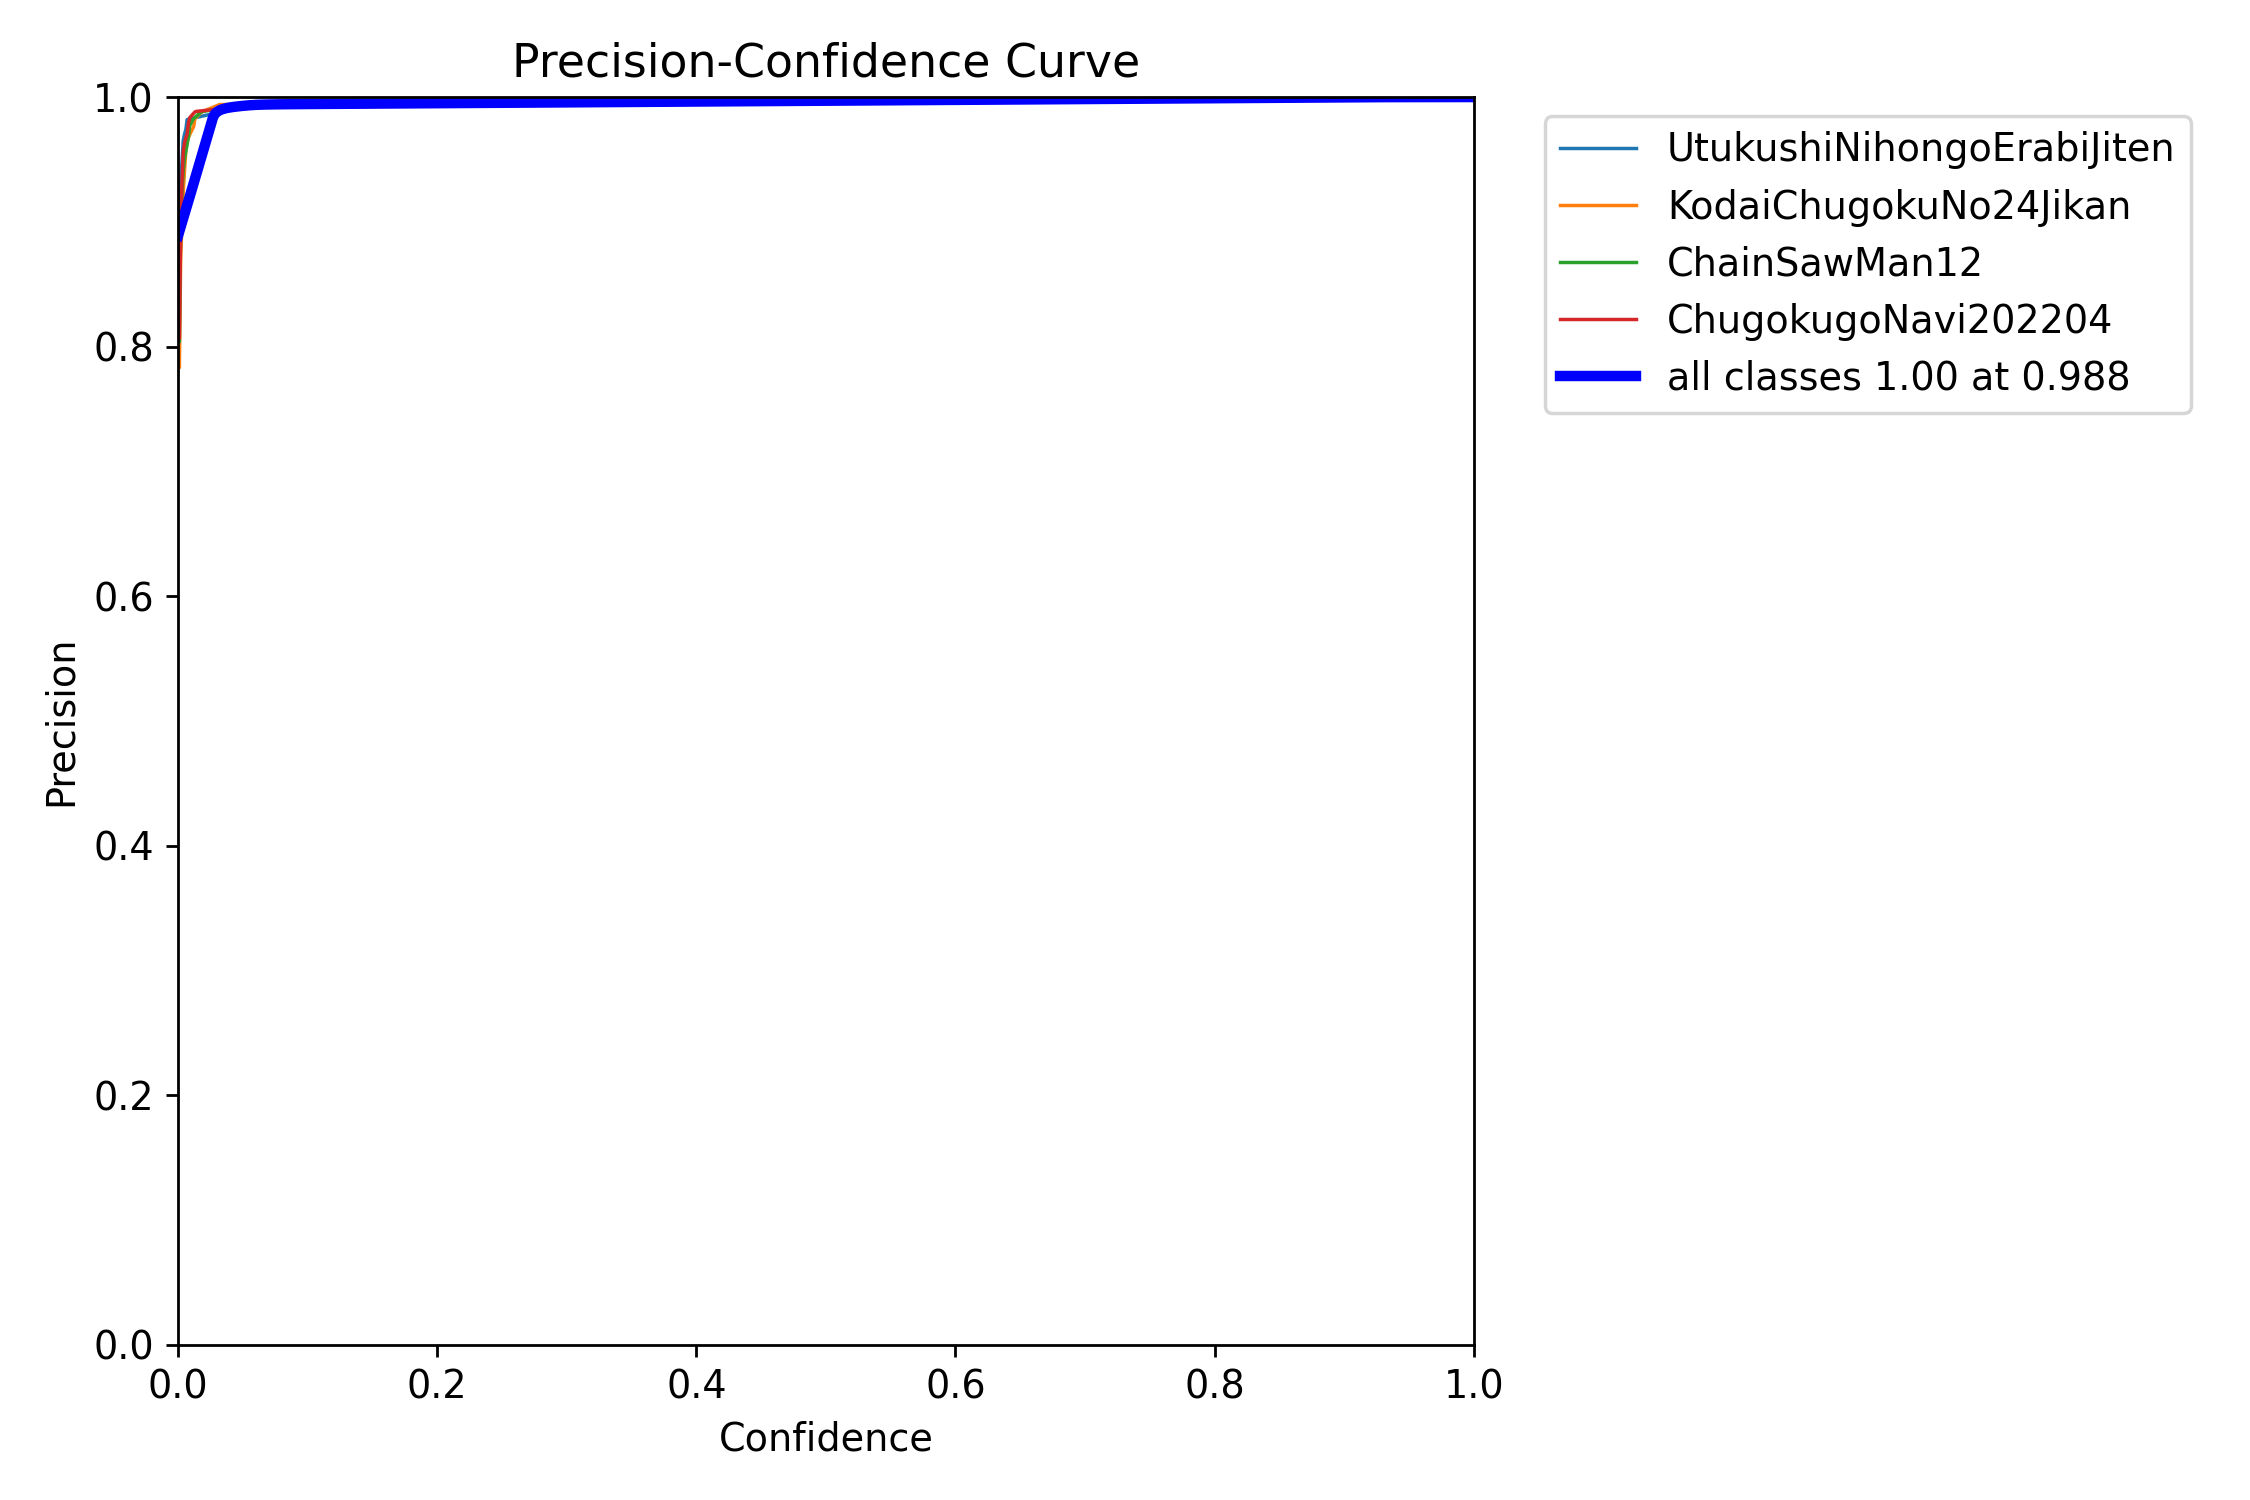 Precision-Confidence Curve
1.0
0.8
0.6
0.4
0.2
0.0
Precision
0.0 0.2 0.4 0.6 0.8 1.0
Confidence
UtukushiNihongoErabiJiten
KodaiChugokuNo24Jikan
ChainSawMan12
ChugokugoNavi202204
all classes 1.00 at 0.988